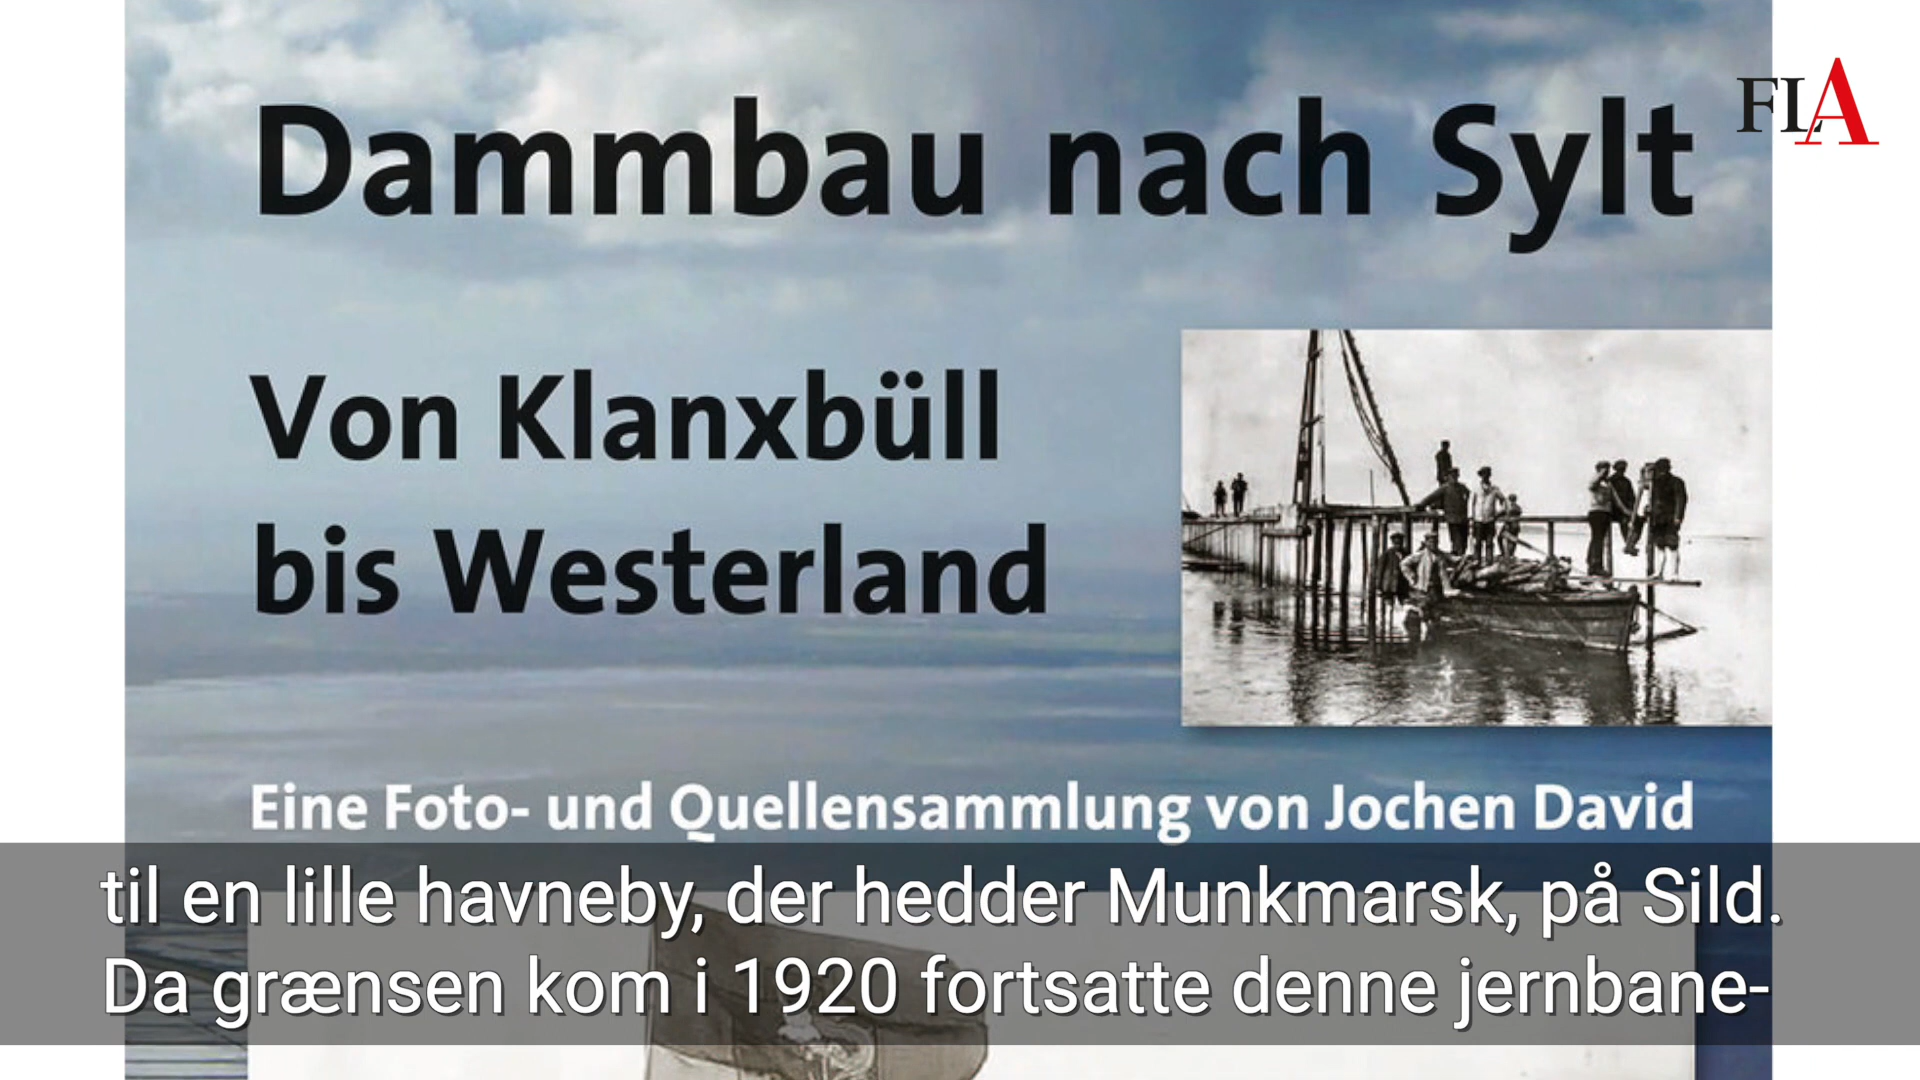 Dammbau nach Sylt
FLA
Von Klanxbüll
bis Westerland
Eine Foto- und Quellensammlung von Jochen David
til en lille havneby, der hedder Munkmarsk, på Sild.
Da grænsen kom i 1920 fortsatte denne jernbane-